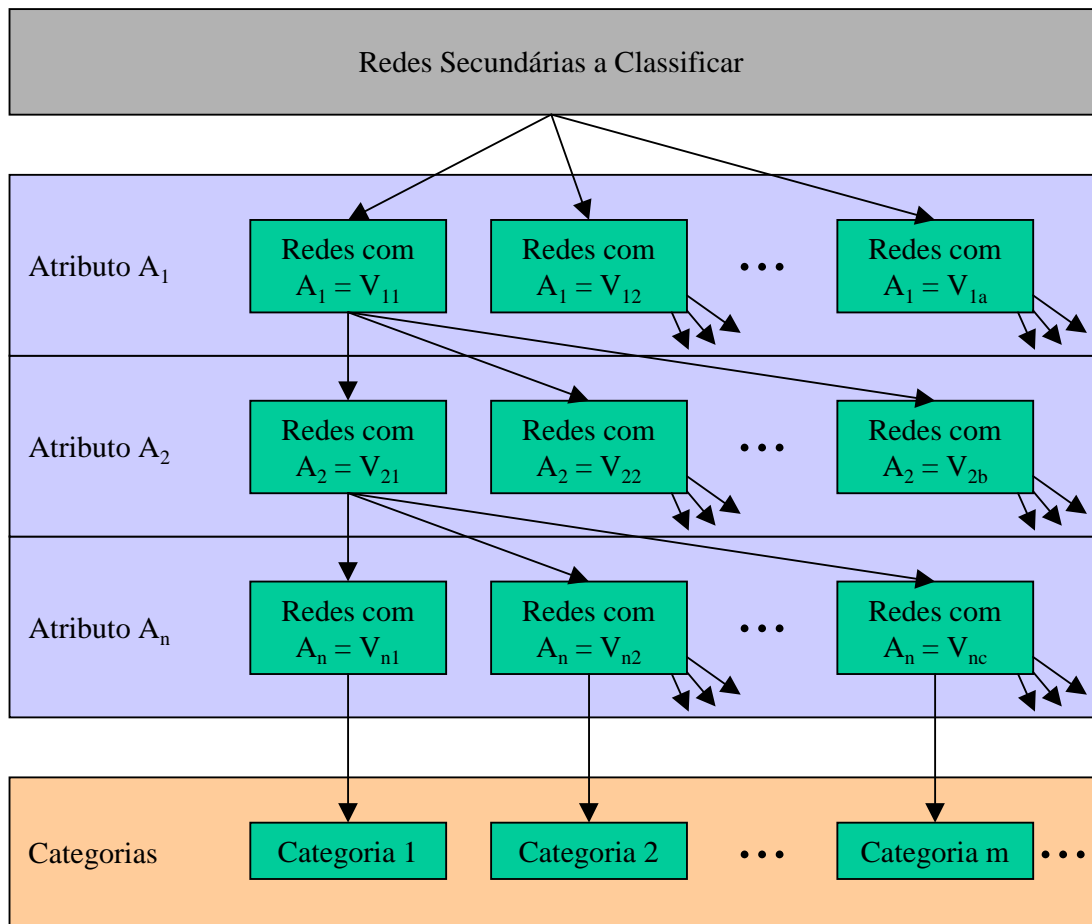 Redes Secundárias a Classificar
Atributo A₁
Redes com
A₁ = V₁₁
Redes com
A₁ = V₁₂
•••
Redes com
A₁ = V₁ₐ
Atributo A₂
Redes com
A₂ = V₂₁
Redes com
A₂ = V₂₂
•••
Redes com
A₂ = V2b
Atributo Aₙ
Redes com
Aₙ = Vₙ₁
Redes com
Aₙ = Vₙ₂
•••
Redes com
Aₙ = Vnc
Categorias
Categoria 1
Categoria 2
•••
Categoria m
•••